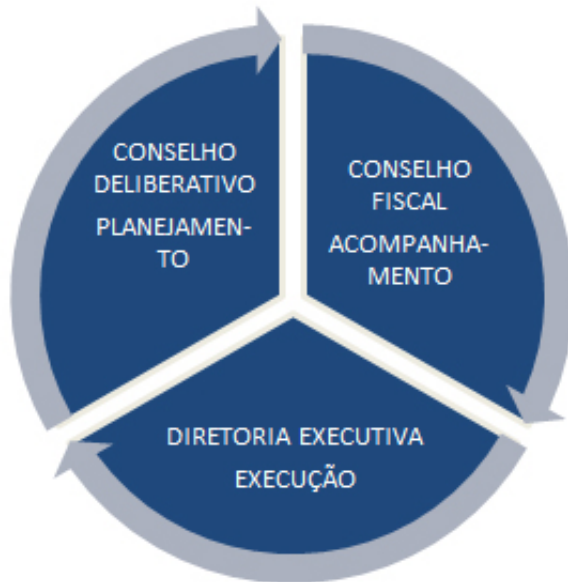 CONSELHO
DELIBERATIVO
PLANEJAMEN-
TO
CONSELHO
FISCAL
ACOMPANHA-
MENTO
DIRETORIA EXECUTIVA
EXECUÇÃO